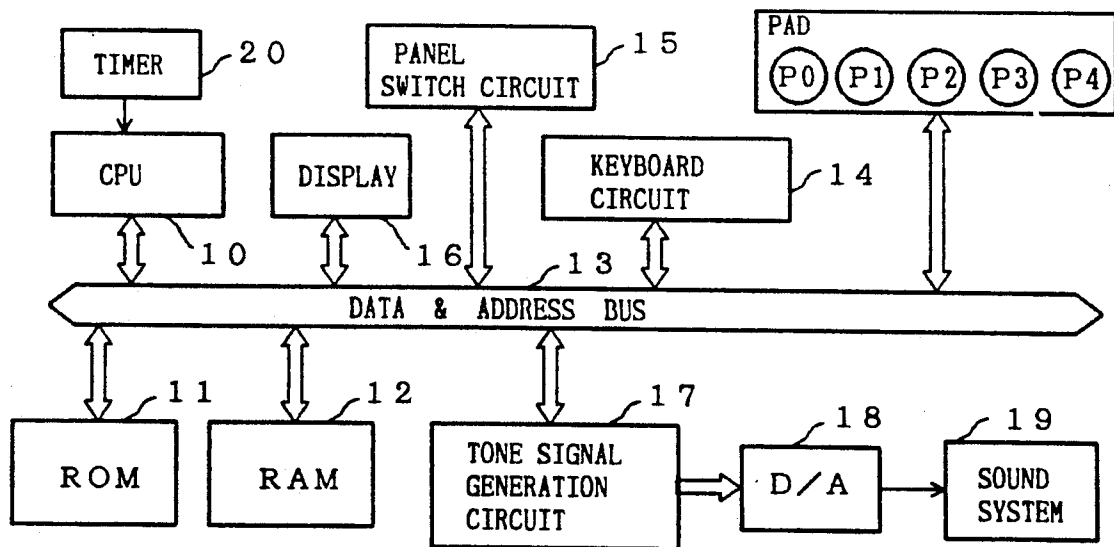 TIMER
20
PANEL
SWITCH CIRCUIT
15
PAD
P0 P1 P2 P3 P4
CPU
10
DISPLAY
16
KEYBOARD
CIRCUIT
14
13
DATA & ADDRESS BUS
11
ROM
12
RAM
17
TONE SIGNAL
GENERATION
CIRCUIT
18
D/A
19
SOUND
SYSTEM